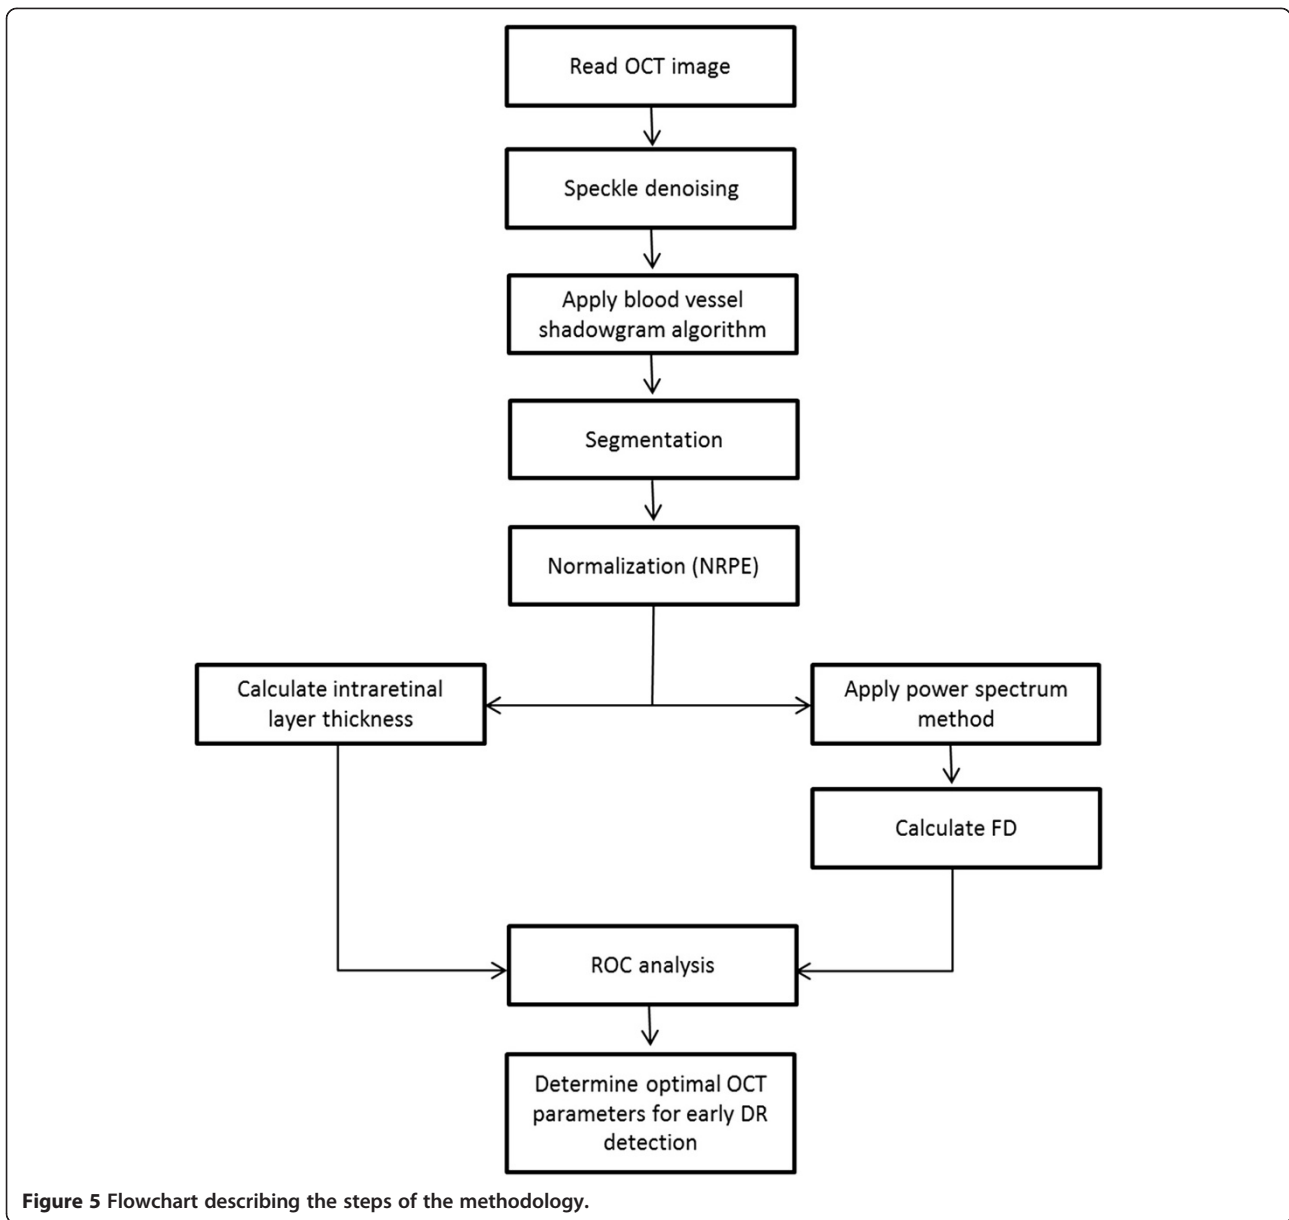 Read OCT image
Speckle denoising
Apply blood vessel
shadowgram algorithm
Segmentation
Normalization (NRPE)
Calculate intraretinal
layer thickness
Apply power spectrum
method
Calculate FD
ROC analysis
Determine optimal OCT
parameters for early DR
detection
Figure 5 Flowchart describing the steps of the methodology.